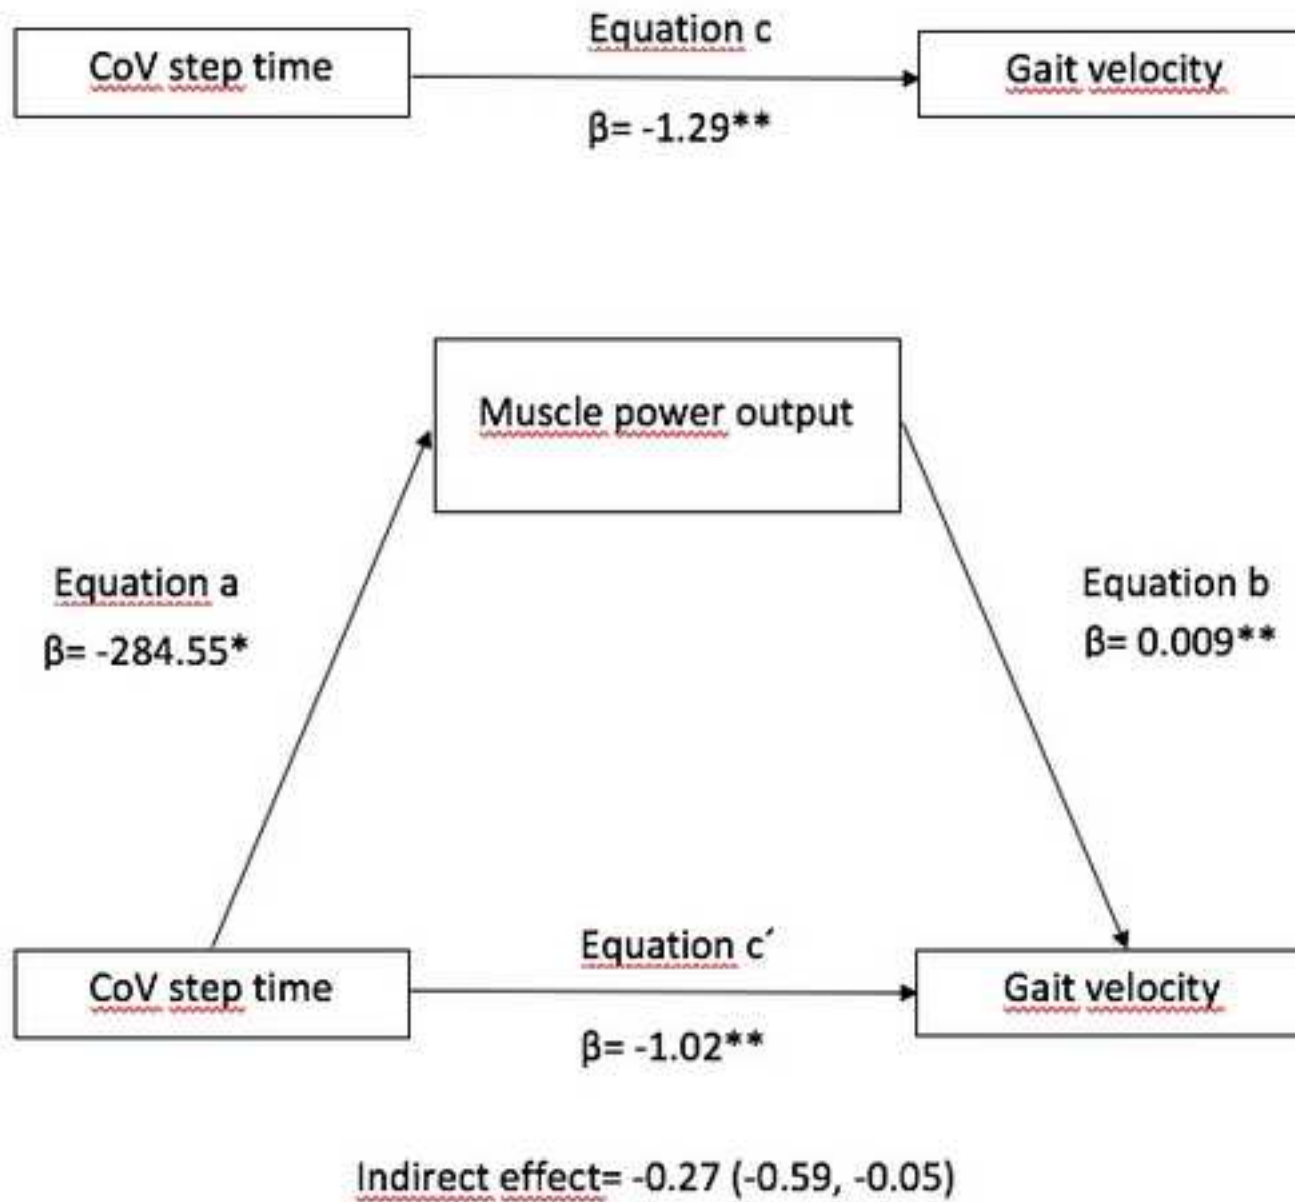 Equation c
CoV step time
Gait velocity
β= -1.29**
Muscle power output
Equation a
β= -284.55*
Equation b
β= 0.009**
Equation c´
CoV step time
Gait velocity
β= -1.02**
Indirect effect= -0.27 (-0.59, -0.05)